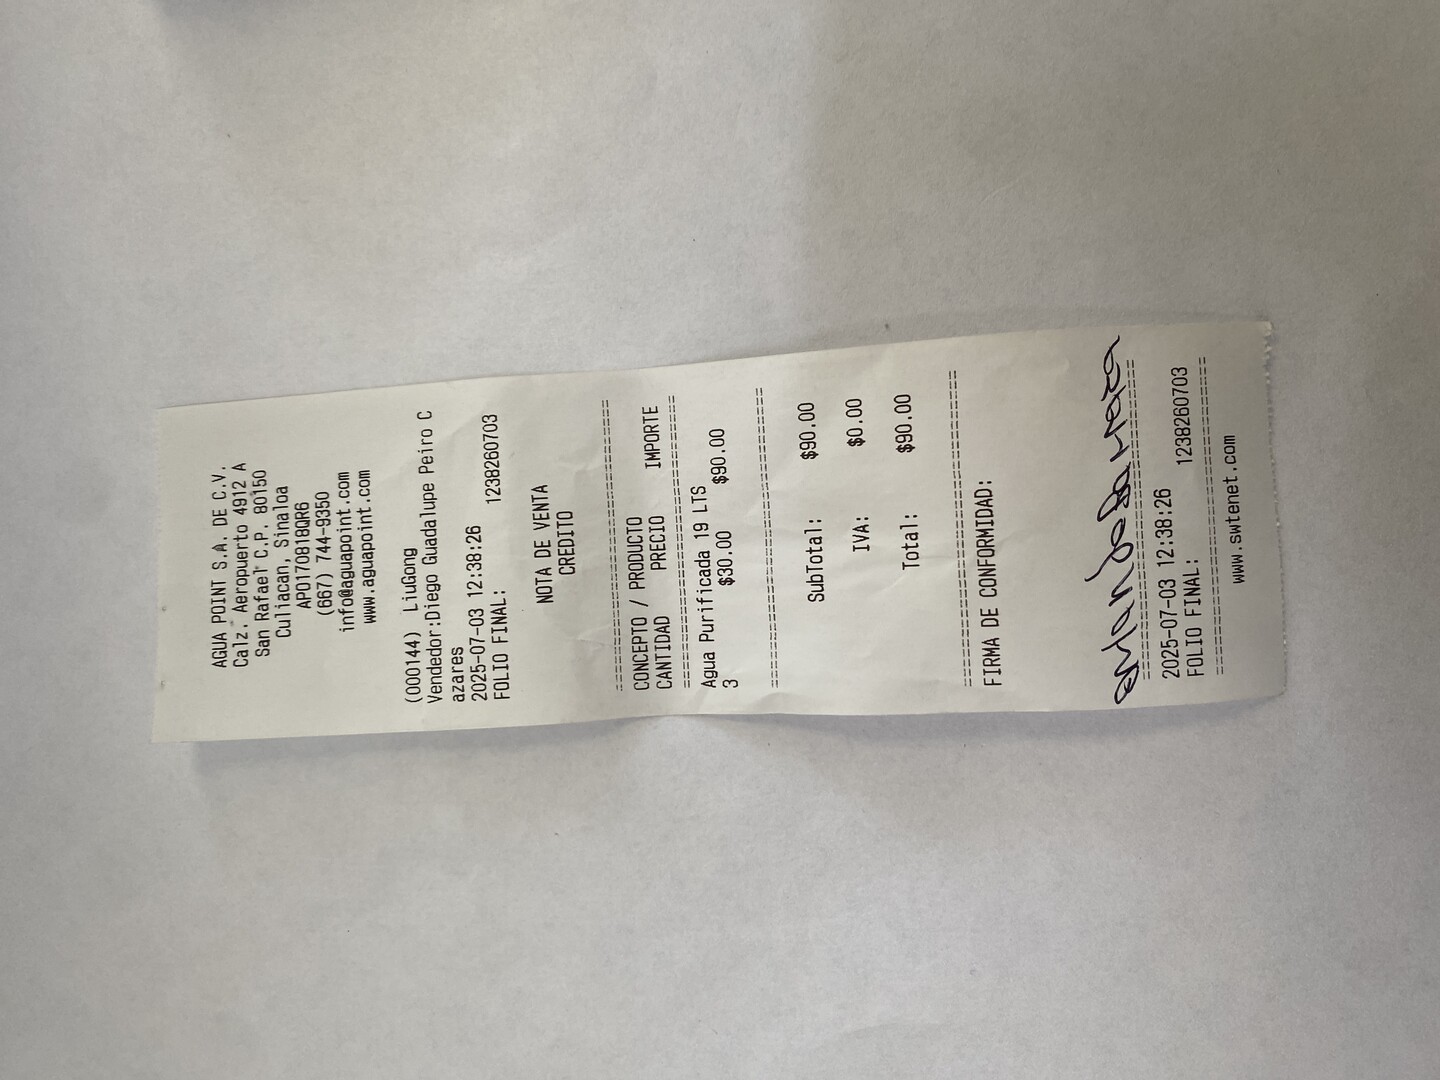 AGUA POINT S.A. DE C.V.
Calz. Aeropuerto 4912 A
San Rafael C.P. 80150
Culiacan, Sinaloa
APO170818QR6
(667) 744-9350
info@aguapoint.com
www.aguapoint.com
(000144) LiuGong
Vendedor:Diego Guadalupe Peiro C
azares
2025-07-03 12:38:26
FOLIO FINAL: 1238260703
NOTA DE VENTA
CREDITO
================================
CONCEPTO / PRODUCTO
CANTIDAD PRECIO IMPORTE
================================
Agua Purificada 19 LTS
3 $30.00 $90.00
================================
SubTotal: $90.00
IVA: $0.00
Total: $90.00
================================
FIRMA DE CONFORMIDAD:
================================
2025-07-03 12:38:26
FOLIO FINAL: 1238260703
================================
www.swtenet.com